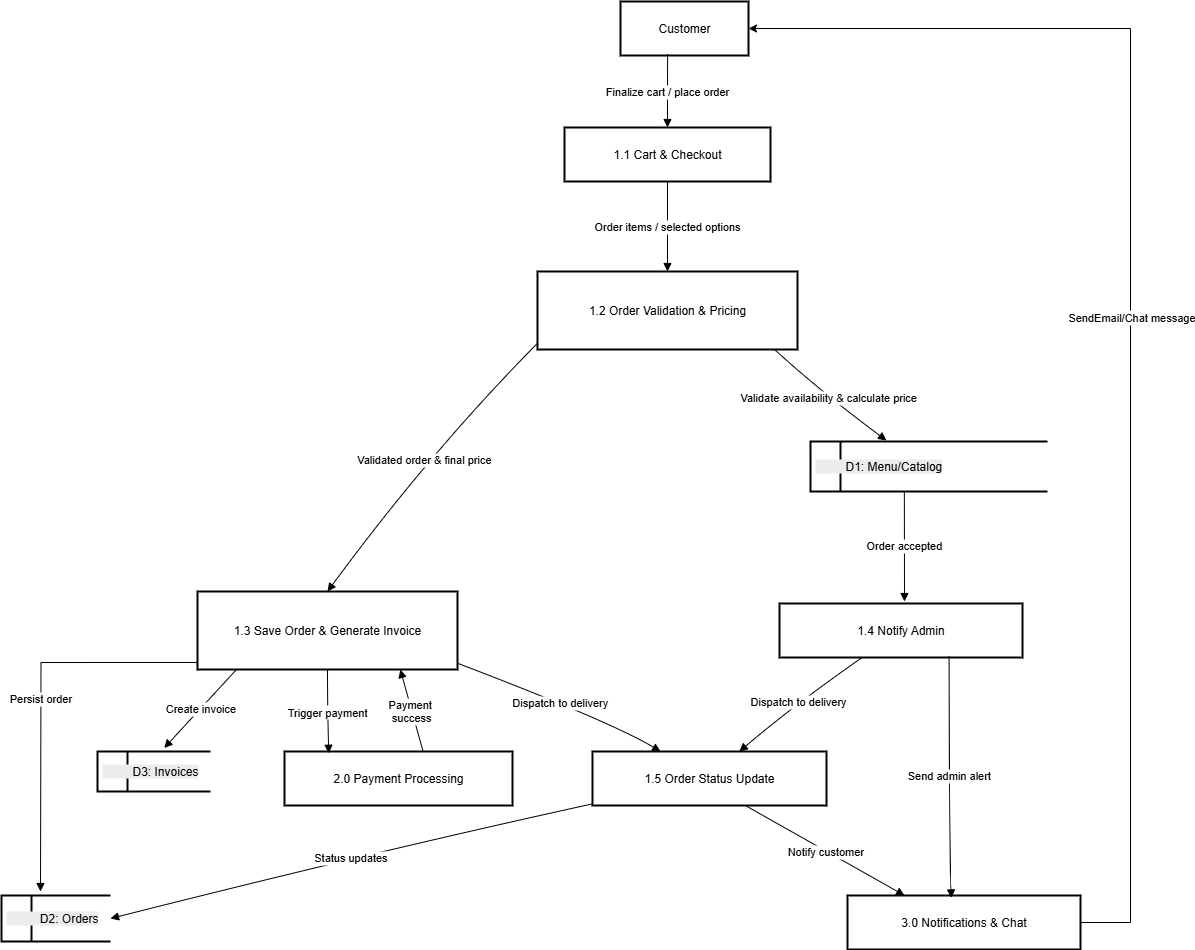 Customer
Finalize cart / place order
1.1 Cart & Checkout
Order items / selected options
1.2 Order Validation & Pricing
SendEmail/Chat message
Validate availability & calculate price
Validated order & final price
D1: Menu/Catalog
Order accepted
1.3 Save Order & Generate Invoice
1.4 Notify Admin
Persist order
Create invoice
Trigger payment
Payment
success
Dispatch to delivery
Dispatch to delivery
D3: Invoices
2.0 Payment Processing
1.5 Order Status Update
Send admin alert
Status updates
Notify customer
D2: Orders
3.0 Notifications & Chat